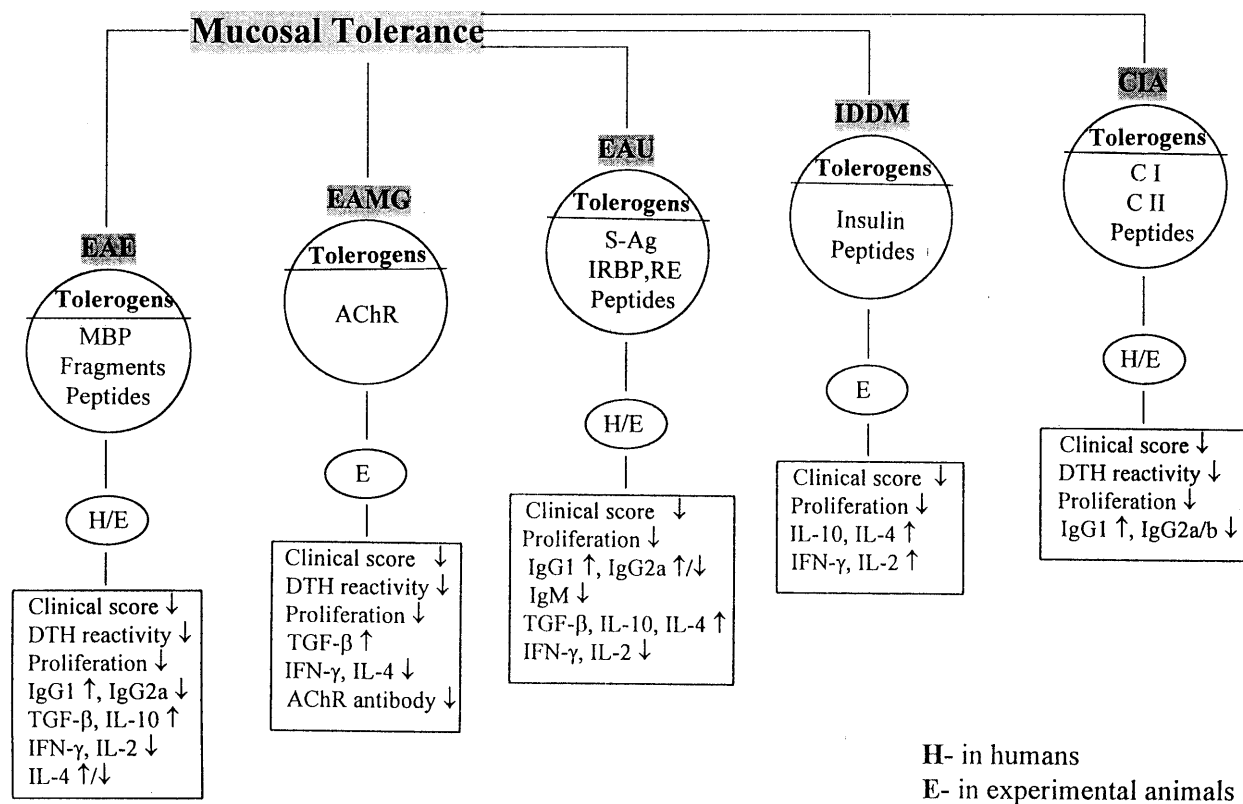 Mucosal Tolerance
EAE
Tolerogens
MBP
Fragments
Peptides
H/E
Clinical score ↓
DTH reactivity ↓
Proliferation ↓
IgG1 ↑, IgG2a ↓
TGF-β, IL-10 ↑
IFN-γ, IL-2 ↓
IL-4 ↑/↓
EAMG
Tolerogens
AChR
E
Clinical score ↓
DTH reactivity ↓
Proliferation ↓
TGF-β ↑
IFN-γ, IL-4 ↓
AChR antibody ↓
EAU
Tolerogens
S-Ag
IRBP,RE
Peptides
H/E
Clinical score ↓
Proliferation ↓
IgG1 ↑, IgG2a ↑/↓
IgM ↓
TGF-β, IL-10, IL-4 ↑
IFN-γ, IL-2 ↓
IDDM
Tolerogens
Insulin
Peptides
E
Clinical score ↓
Proliferation ↓
IL-10, IL-4 ↑
IFN-γ, IL-2 ↑
CIA
Tolerogens
C I
C II
Peptides
H/E
Clinical score ↓
DTH reactivity ↓
Proliferation ↓
IgG1 ↑, IgG2a/b ↓
H- in humans
E- in experimental animals